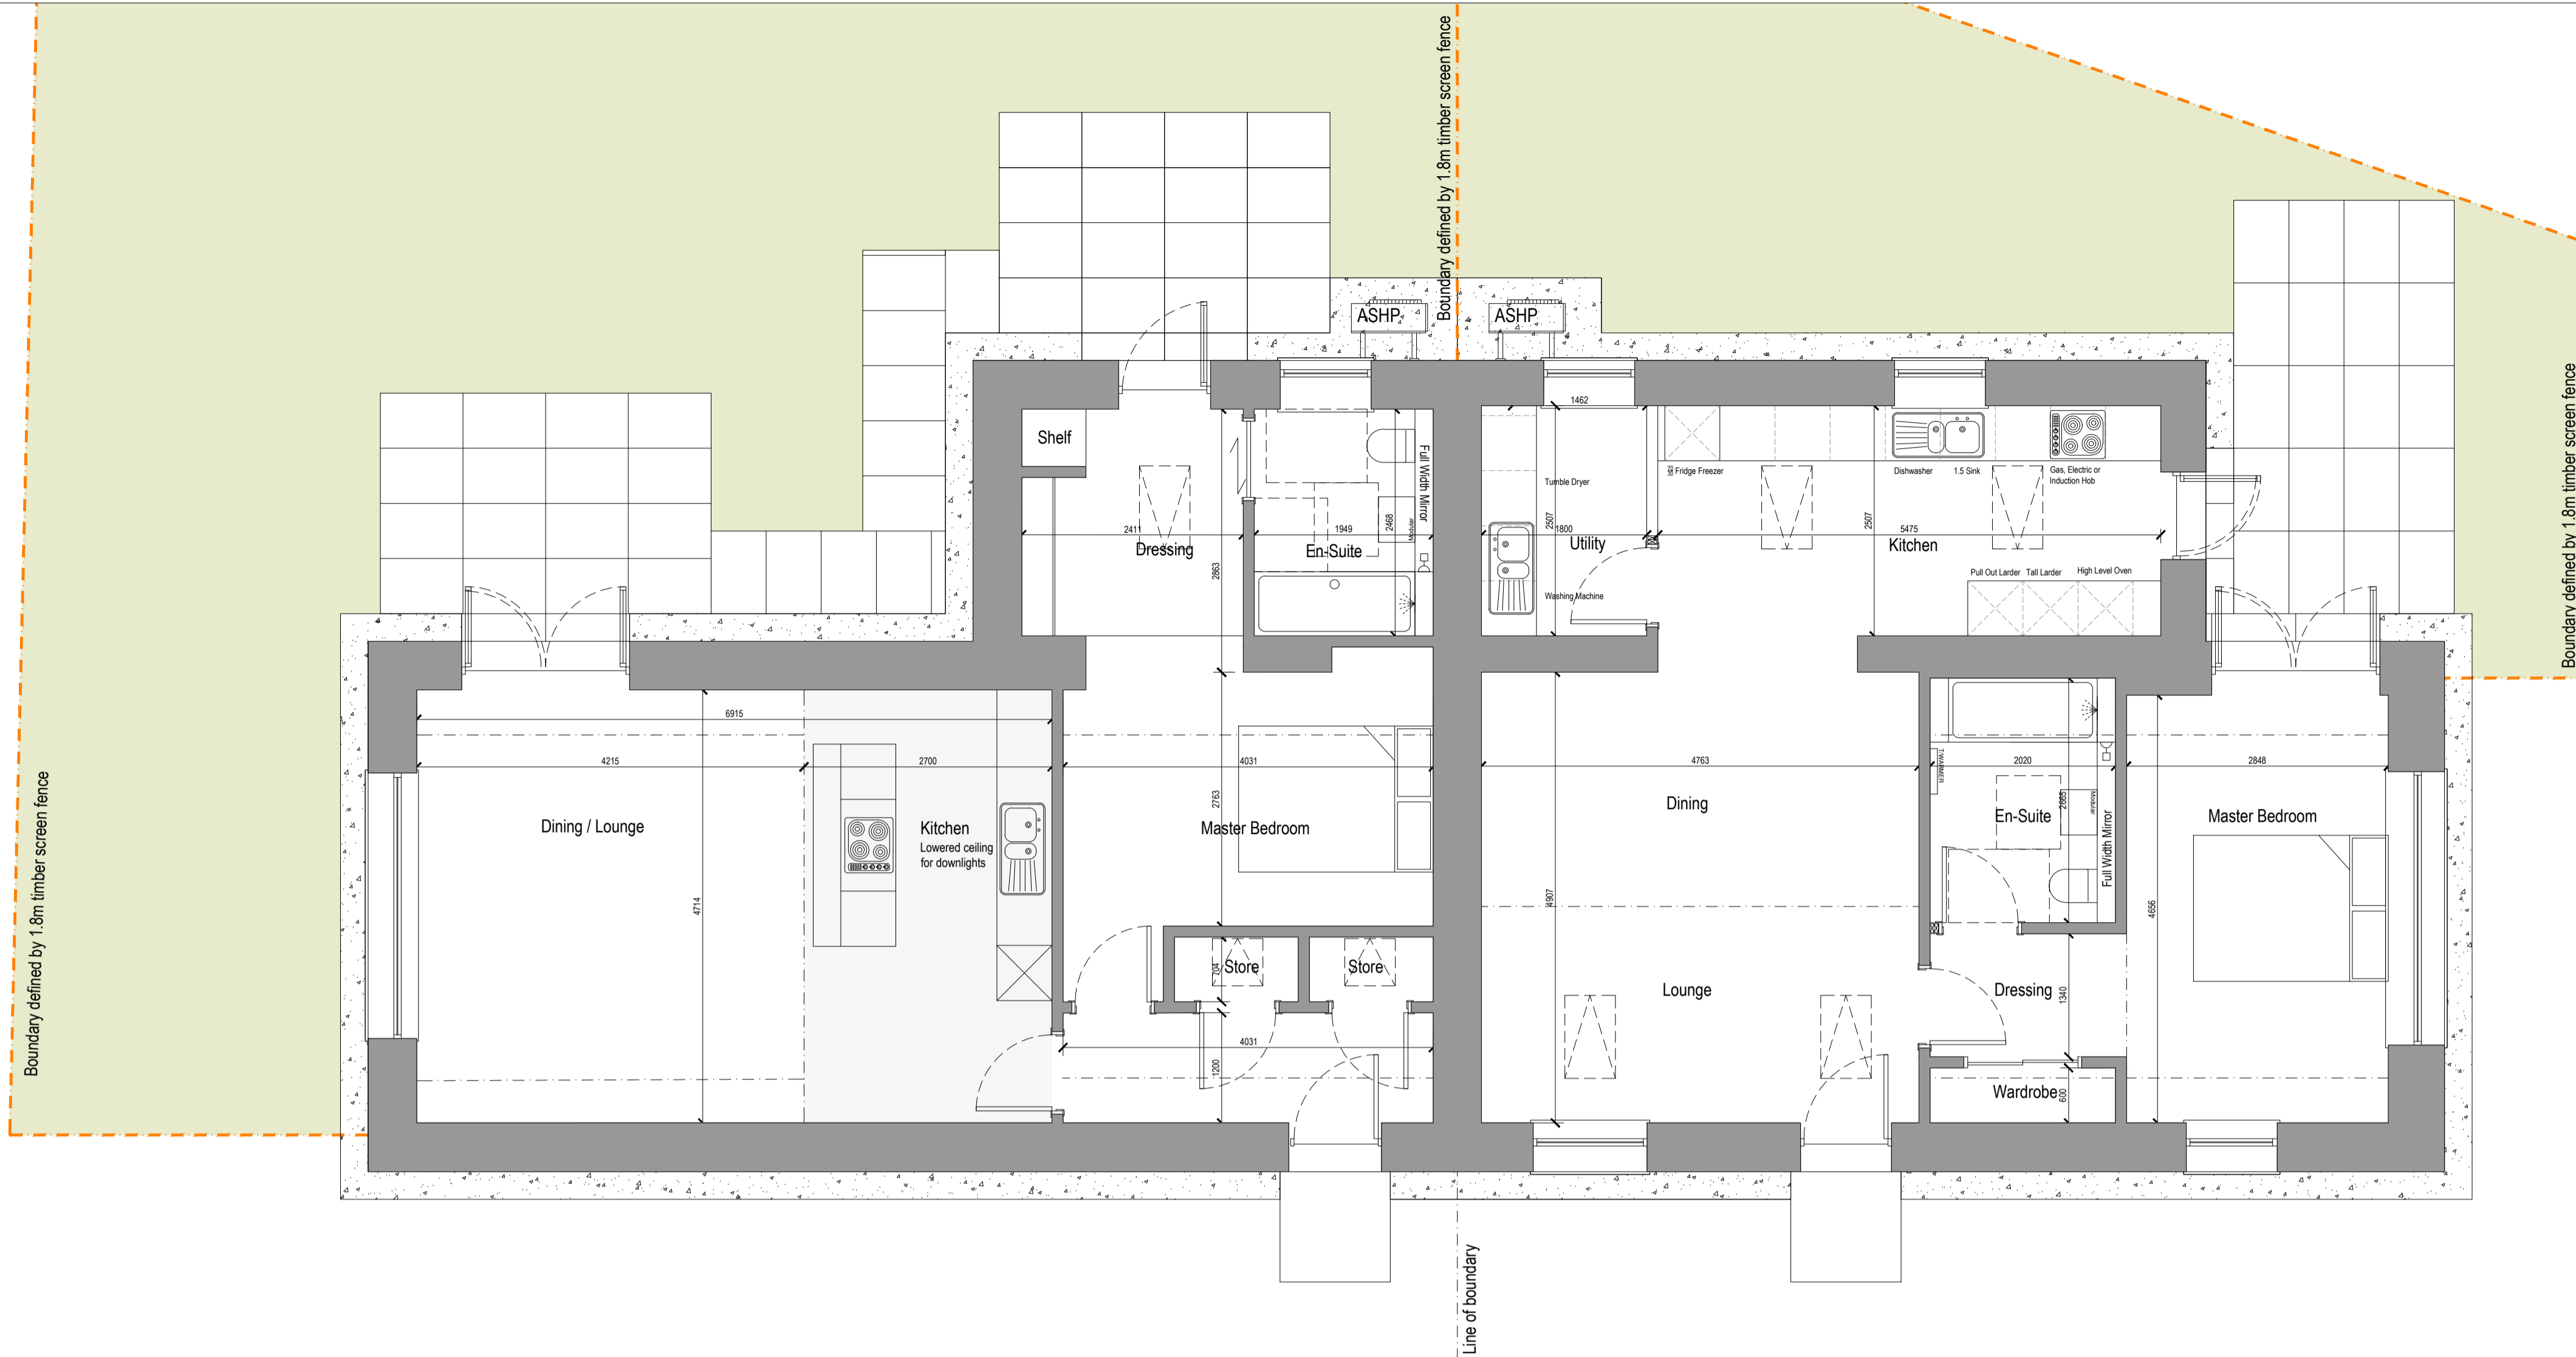 Boundary defined by 1.8m timber screen fence
Boundary defined by 1.8m timber screen fence
Boundary defined by 1.8m timber screen fence
ASHP
ASHP
Shelf
2411
Dressing
2863
1949
En-Suite
2468
Modular
Full Width Mirror
1462
Tumble Dryer
2507
1800
Utility
Washing Machine
Fridge Freezer
2507
Dishwasher
1.5 Sink
Gas, Electric or
Induction Hob
5475
Kitchen
Pull Out Larder
Tall Larder
High Level Oven
6915
4215
2700
Dining / Lounge
4714
Kitchen
Lowered ceiling
for downlights
4031
2763
Master Bedroom
704
Store
Store
4031
1200
4763
Dining
4907
Lounge
T/WARMER
2020
2665
En-Suite
Modular
Full Width Mirror
2848
Master Bedroom
4656
Dressing
1340
Wardrobe
600
Line of boundary